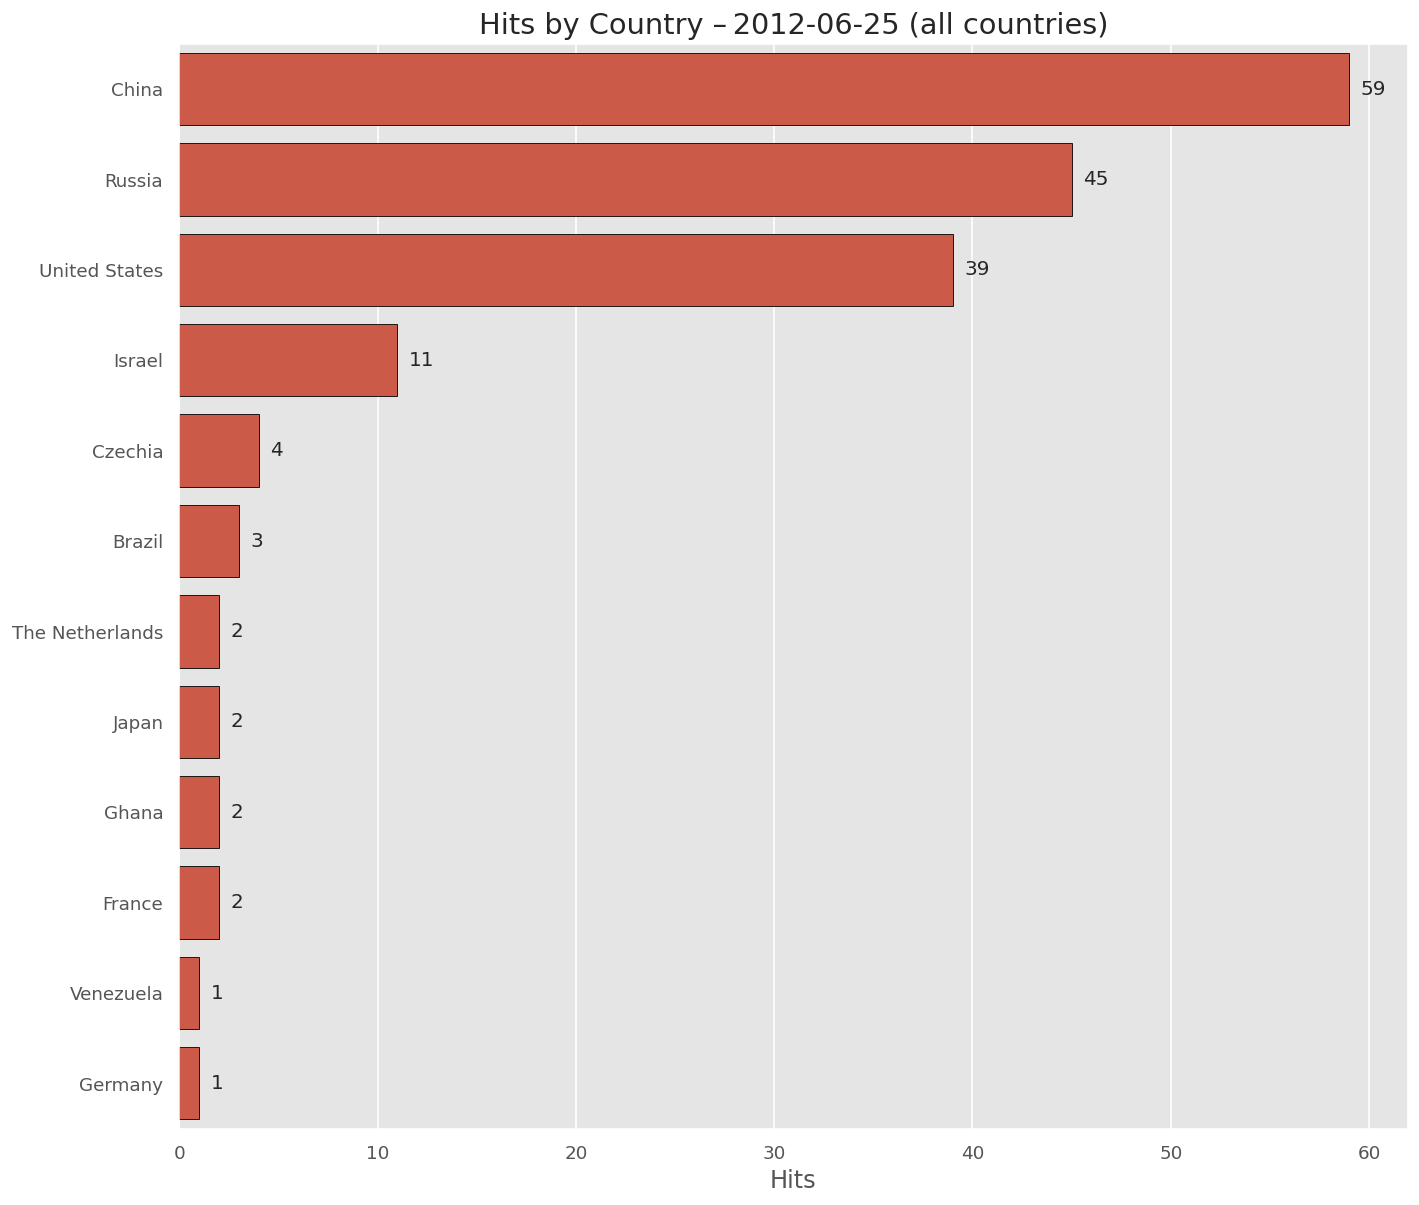 Hits by Country – 2012-06-25 (all countries)
China 59
Russia 45
United States 39
Israel 11
Czechia 4
Brazil 3
The Netherlands 2
Japan 2
Ghana 2
France 2
Venezuela 1
Germany 1
0 10 20 30 40 50 60
Hits